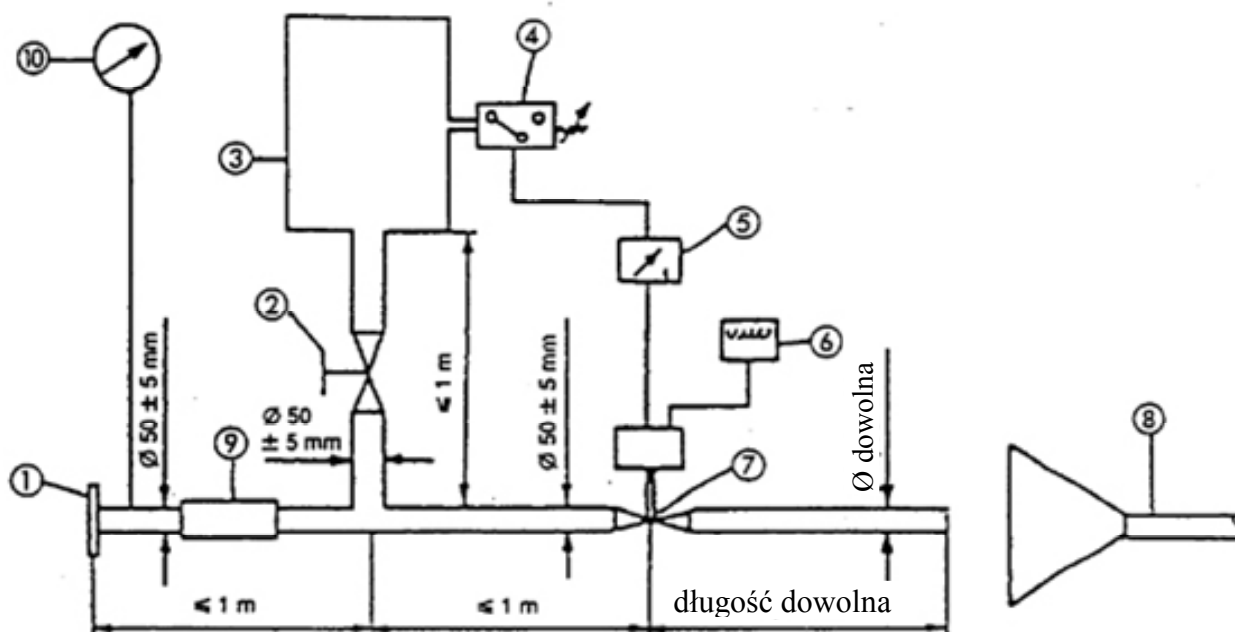 10
4
3
5
2
6
Ø 50 ± 5 mm
Ø 50
± 5 mm
≤ 1 m
Ø 50 ± 5 mm
Ø dowolna
9
7
8
1
≤ 1 m
≤ 1 m
długość dowolna